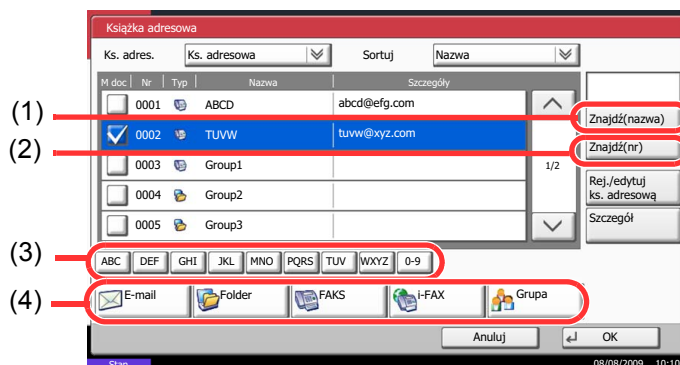 Książka adresowa
Ks. adres. Ks. adresowa Sortuj Nazwa
M doc Nr Typ Nazwa Szczegóły
(1) 0001 ABCD abcd@efg.com
Znajdź(nazwa)
(2) 0002 TUVW tuvw@xyz.com
Znajdź(nr)
0003 Group1 1/2
Rej./edytuj
ks. adresową
0004 Group2
Szczegół
0005 Group3
(3) ABC DEF GHI JKL MNO PQRS TUV WXYZ 0-9
(4) E-mail Folder FAKS i-FAX Grupa
Anuluj OK
Stan 08/08/2009 10:10